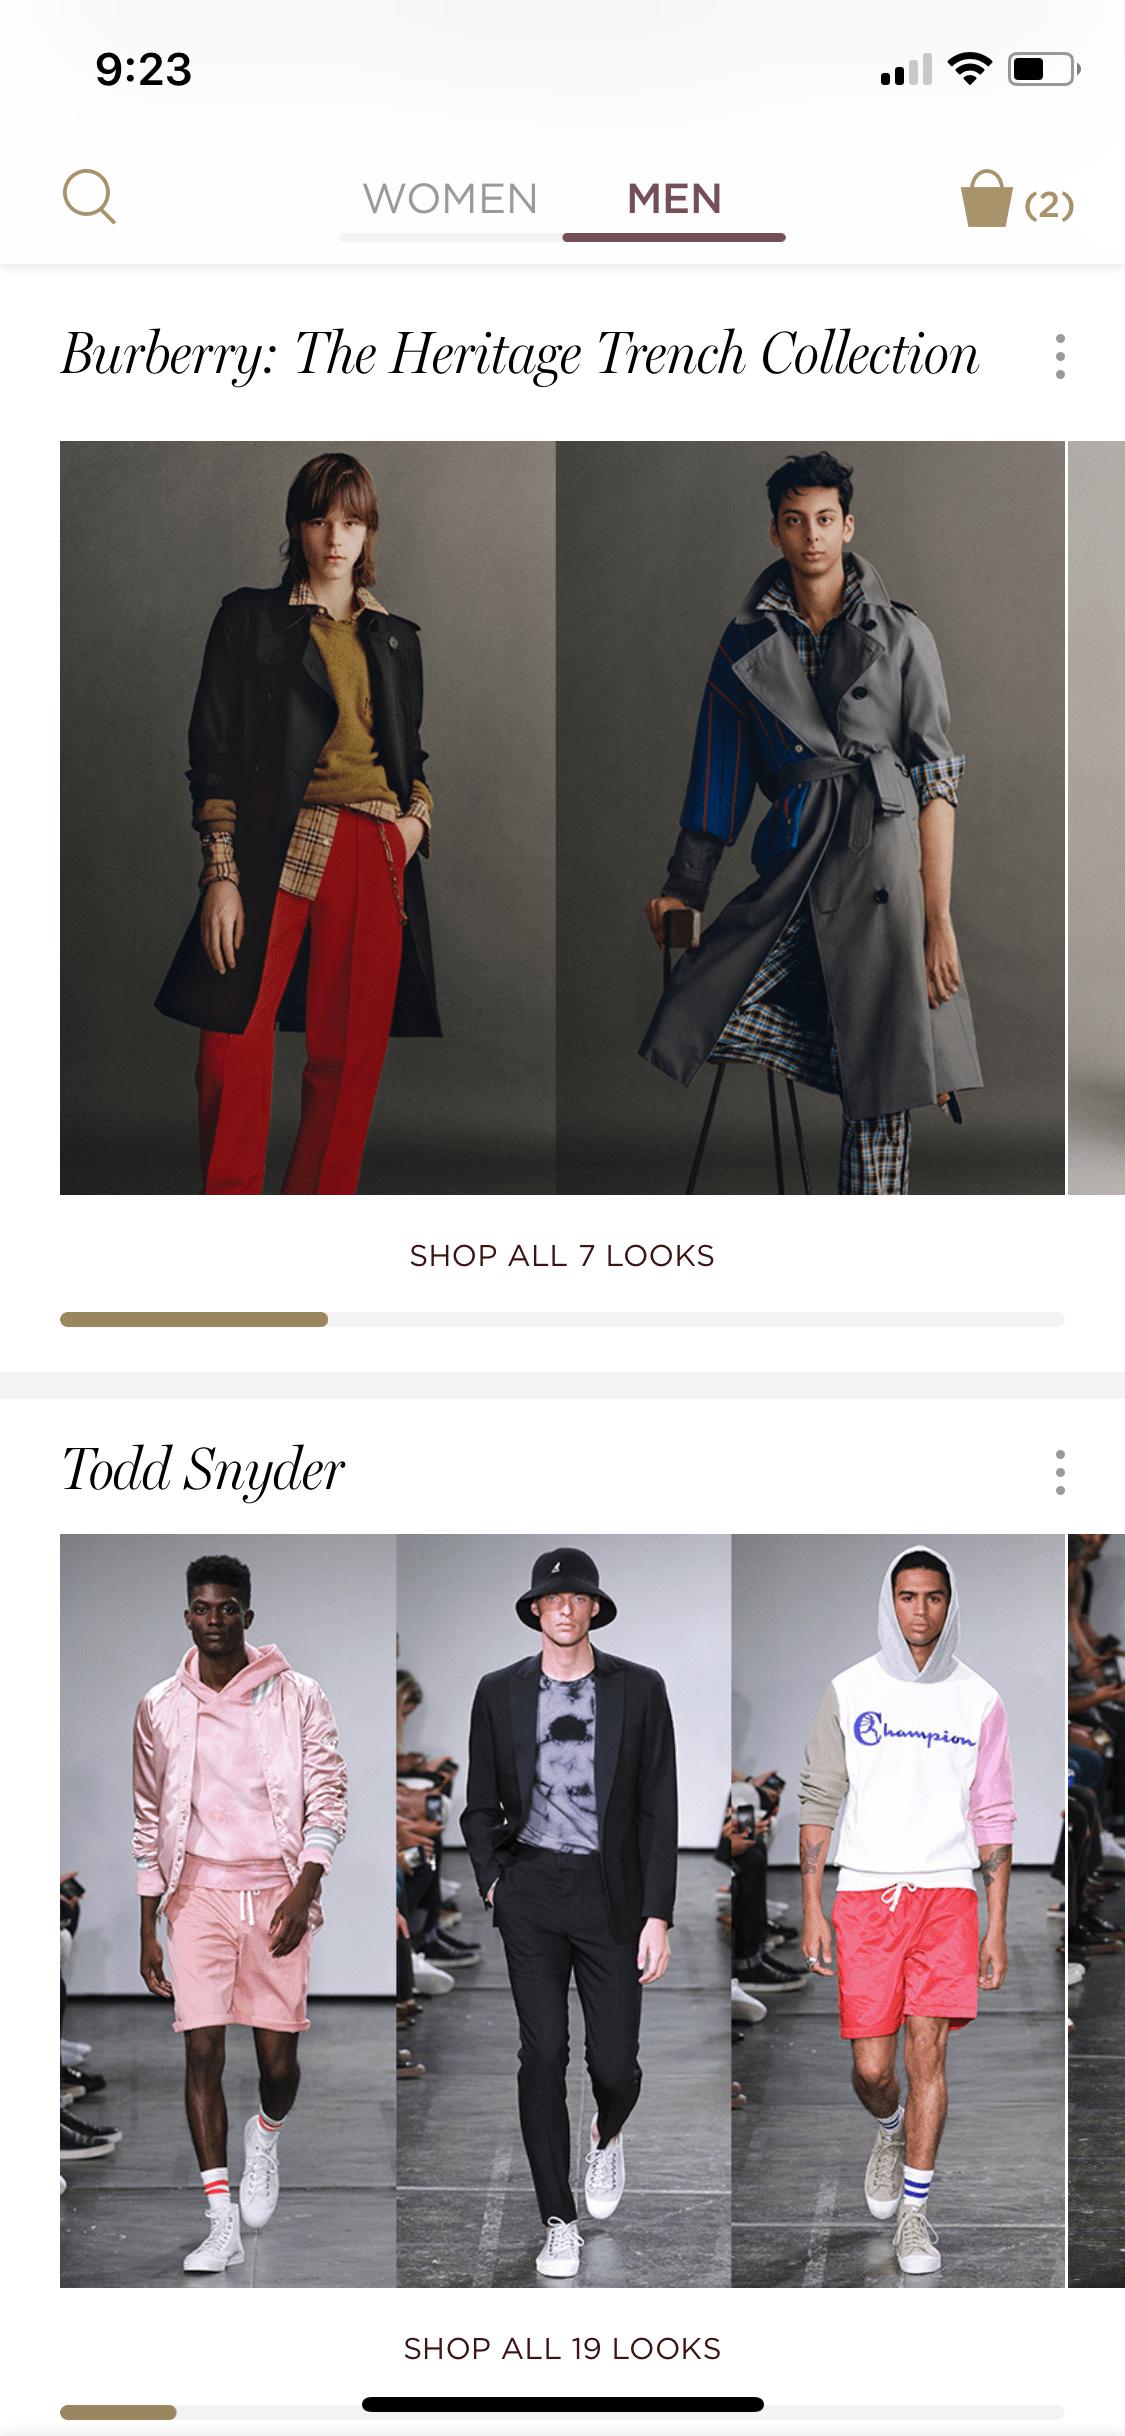 9:23
WOMEN MEN (2)
Burberry: The Heritage Trench Collection
SHOP ALL 7 LOOKS
Todd Snyder
Champion
SHOP ALL 19 LOOKS